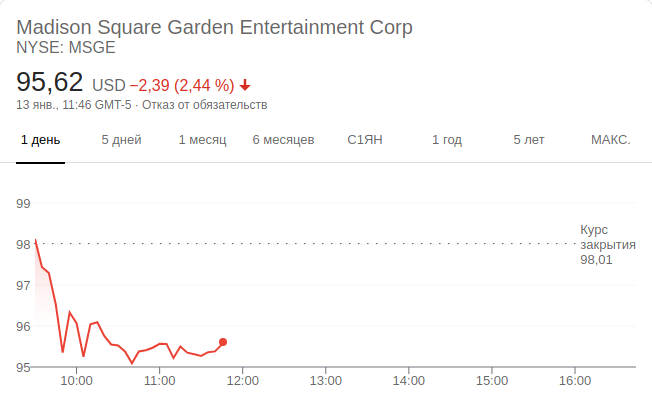 Madison Square Garden Entertainment Corp
NYSE: MSGE
95,62 USD −2,39 (2,44 %)
13 янв., 11:46 GMT-5 · Отказ от обязательств
1 день 5 дней 1 месяц 6 месяцев С1ЯН 1 год 5 лет МАКС.
99
98
97
96
95
Курс
закрытия
98,01
10:00 11:00 12:00 13:00 14:00 15:00 16:00